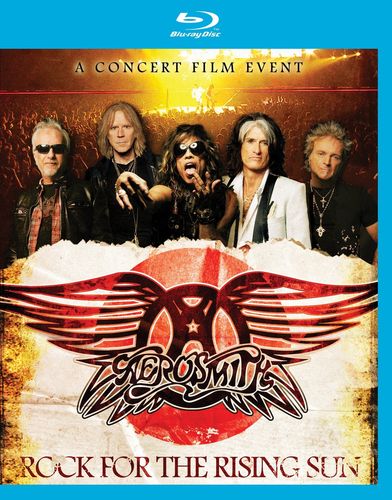 Blu-ray Disc
A CONCERT FILM EVENT
AEROSMITH
ROCK FOR THE RISING SUN